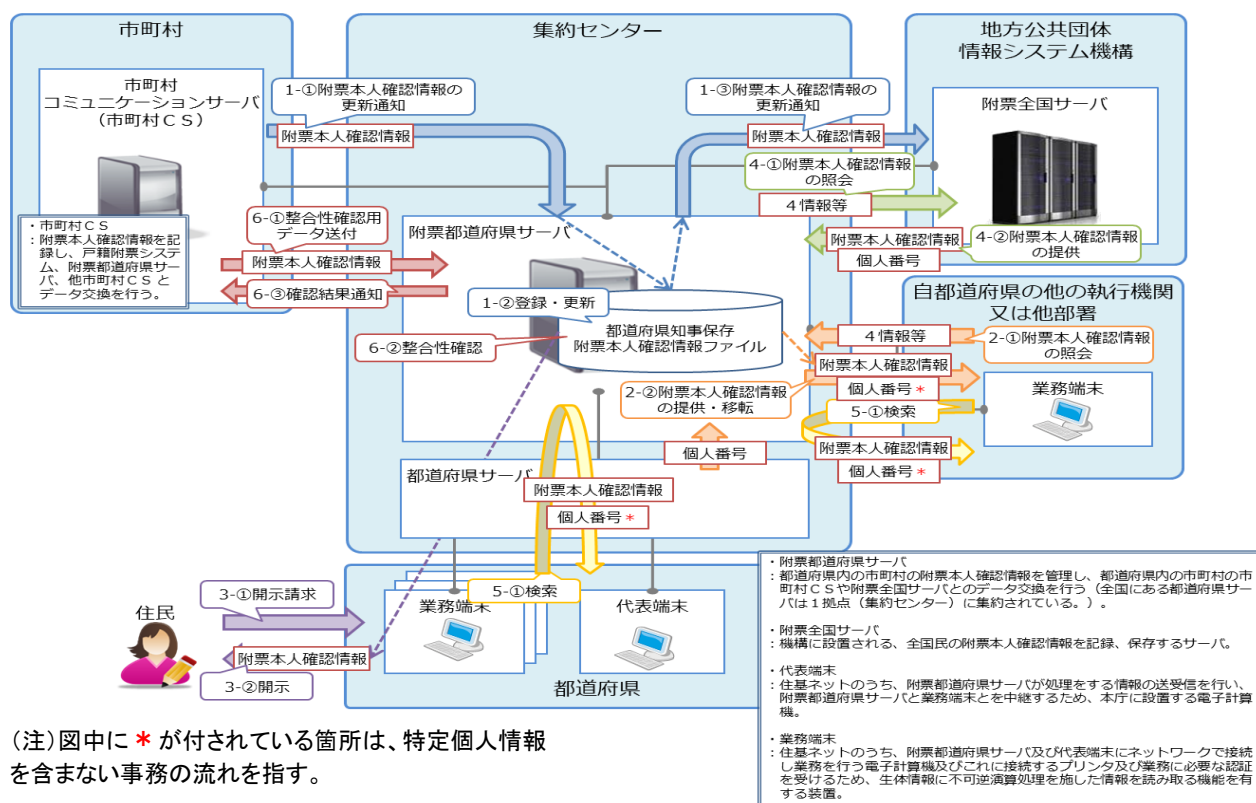 市町村
市町村
コミュニケーションサーバ
（市町村ＣＳ）
・市町村ＣＳ
：附票本人確認情報を記
録し、戸籍附票システ
ム、附票都道府県サー
バ、他市町村ＣＳと
データ交換を行う。
集約センター
1-①附票本人確認情報の
更新通知
附票本人確認情報
1-③附票本人確認情報の
更新通知
附票本人確認情報
地方公共団体
情報システム機構
附票全国サーバ
4-①附票本人確認情報
の照会
４情報等
附票本人確認情報
個人番号
4-②附票本人確認情報
の提供
6-①整合性確認用
データ送付
附票本人確認情報
6-③確認結果通知
附票都道府県サーバ
1-②登録・更新
都道府県知事保存
附票本人確認情報ファイル
6-②整合性確認
自都道府県の他の執行機関
又は他部署
４情報等
2-①附票本人確認情報
の照会
附票本人確認情報
個人番号＊
2-②附票本人確認情報
の提供・移転
業務端末
5-①検索
附票本人確認情報
個人番号＊
個人番号
都道府県サーバ
附票本人確認情報
個人番号＊
5-①検索
業務端末
代表端末
都道府県
住民
3-①開示請求
附票本人確認情報
3-②開示
・附票都道府県サーバ
：都道府県内の市町村の附票本人確認情報を管理し、都道府県内の市町村の市
町村ＣＳや附票全国サーバとのデータ交換を行う（全国にある都道府県サー
バは１拠点（集約センター）に集約されている。）。
・附票全国サーバ
：機構に設置される、全国民の附票本人確認情報を記録、保存するサーバ。
・代表端末
：住基ネットのうち、附票都道府県サーバが処理をする情報の送受信を行い、
附票都道府県サーバと業務端末とを中継するため、本庁に設置する電子計算
機。
・業務端末
：住基ネットのうち、附票都道府県サーバ及び代表端末にネットワークで接続
し業務を行う電子計算機及びこれに接続するプリンタ及び業務に必要な認証
を受けるため、生体情報に不可逆演算処理を施した情報を読み取る機能を有
する装置。
（注）図中に ＊ が付されている箇所は、特定個人情報
を含まない事務の流れを指す。